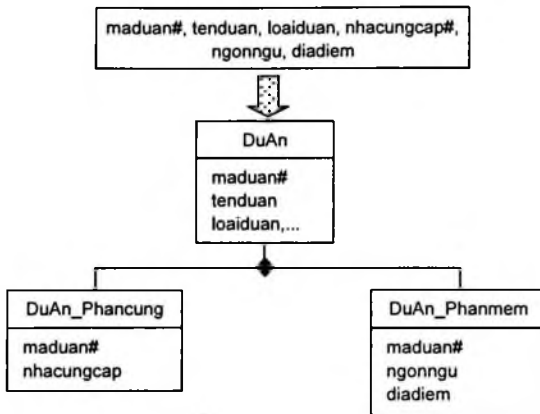 maduan#, tenduan, loaiduan, nhacungcap#,
ngonngu, diadiem
DuAn
maduan#
tenduan
loaiduan,...
DuAn_Phancung
maduan#
nhacungcap
DuAn_Phanmem
maduan#
ngonngu
diadiem